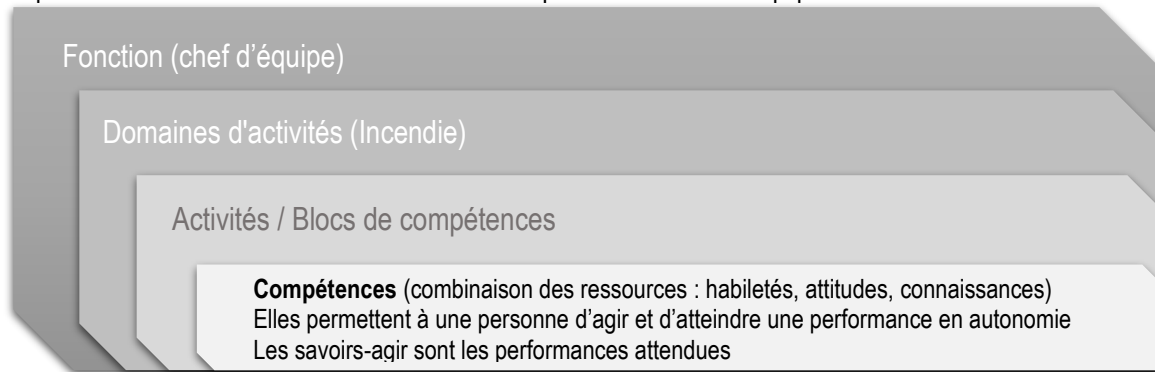 Fonction (chef d’équipe)
Domaines d'activités (Incendie)
Activités / Blocs de compétences
Compétences (combinaison des ressources : habiletés, attitudes, connaissances)
Elles permettent à une personne d’agir et d’atteindre une performance en autonomie
Les savoirs-agir sont les performances attendues